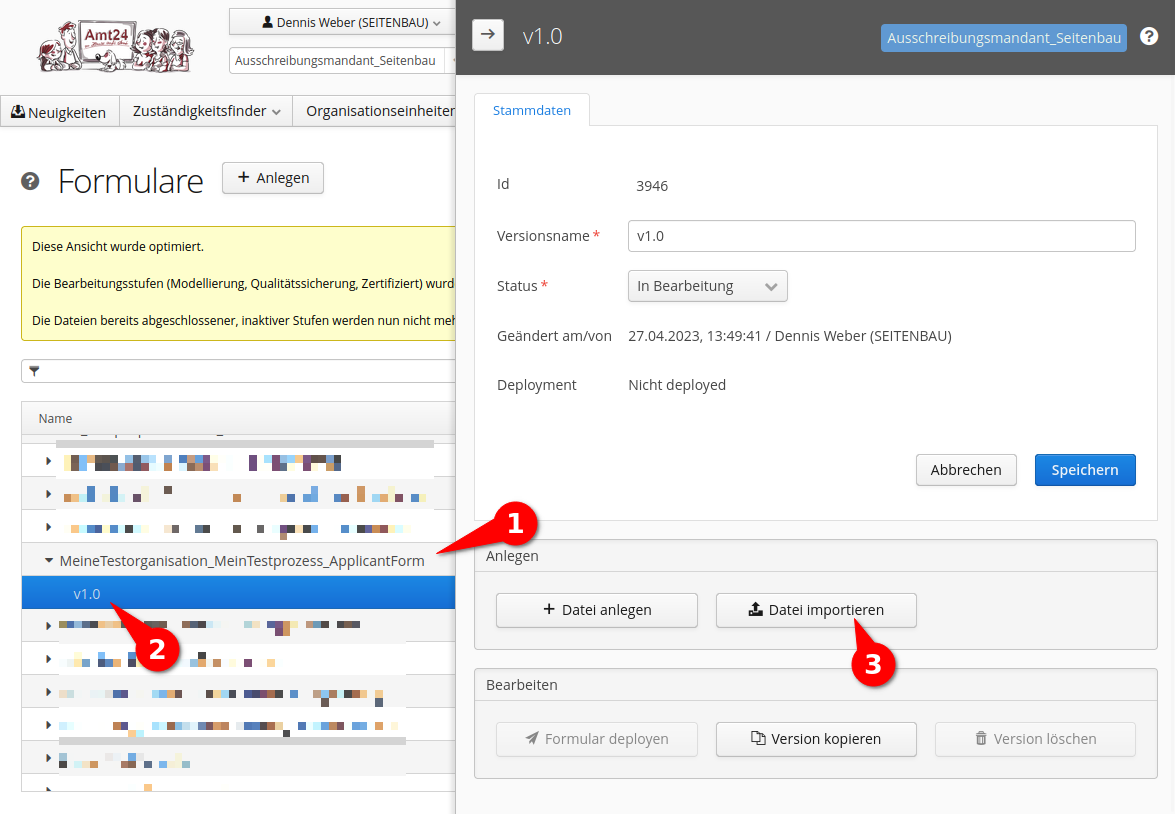 Amt24
Dennis Weber (SEITENBAU)
Ausschreibungsmandant_Seitenbau
Neuigkeiten
Zuständigkeitsfinder
Organisationseinheiten
Formulare
Anlegen
Diese Ansicht wurde optimiert.
Die Bearbeitungsstufen (Modellierung, Qualitätssicherung, Zertifiziert) wurd
Die Dateien bereits abgeschlossener, inaktiver Stufen werden nun nicht meh
Name
MeineTestorganisation_MeinTestprozess_ApplicantForm
1
v1.0
2
v1.0
Ausschreibungsmandant_Seitenbau
Stammdaten
Id
3946
Versionsname *
v1.0
Status *
In Bearbeitung
Geändert am/von
27.04.2023, 13:49:41 / Dennis Weber (SEITENBAU)
Deployment
Nicht deployed
Abbrechen
Speichern
Anlegen
Datei anlegen
Datei importieren
3
Bearbeiten
Formular deployen
Version kopieren
Version löschen